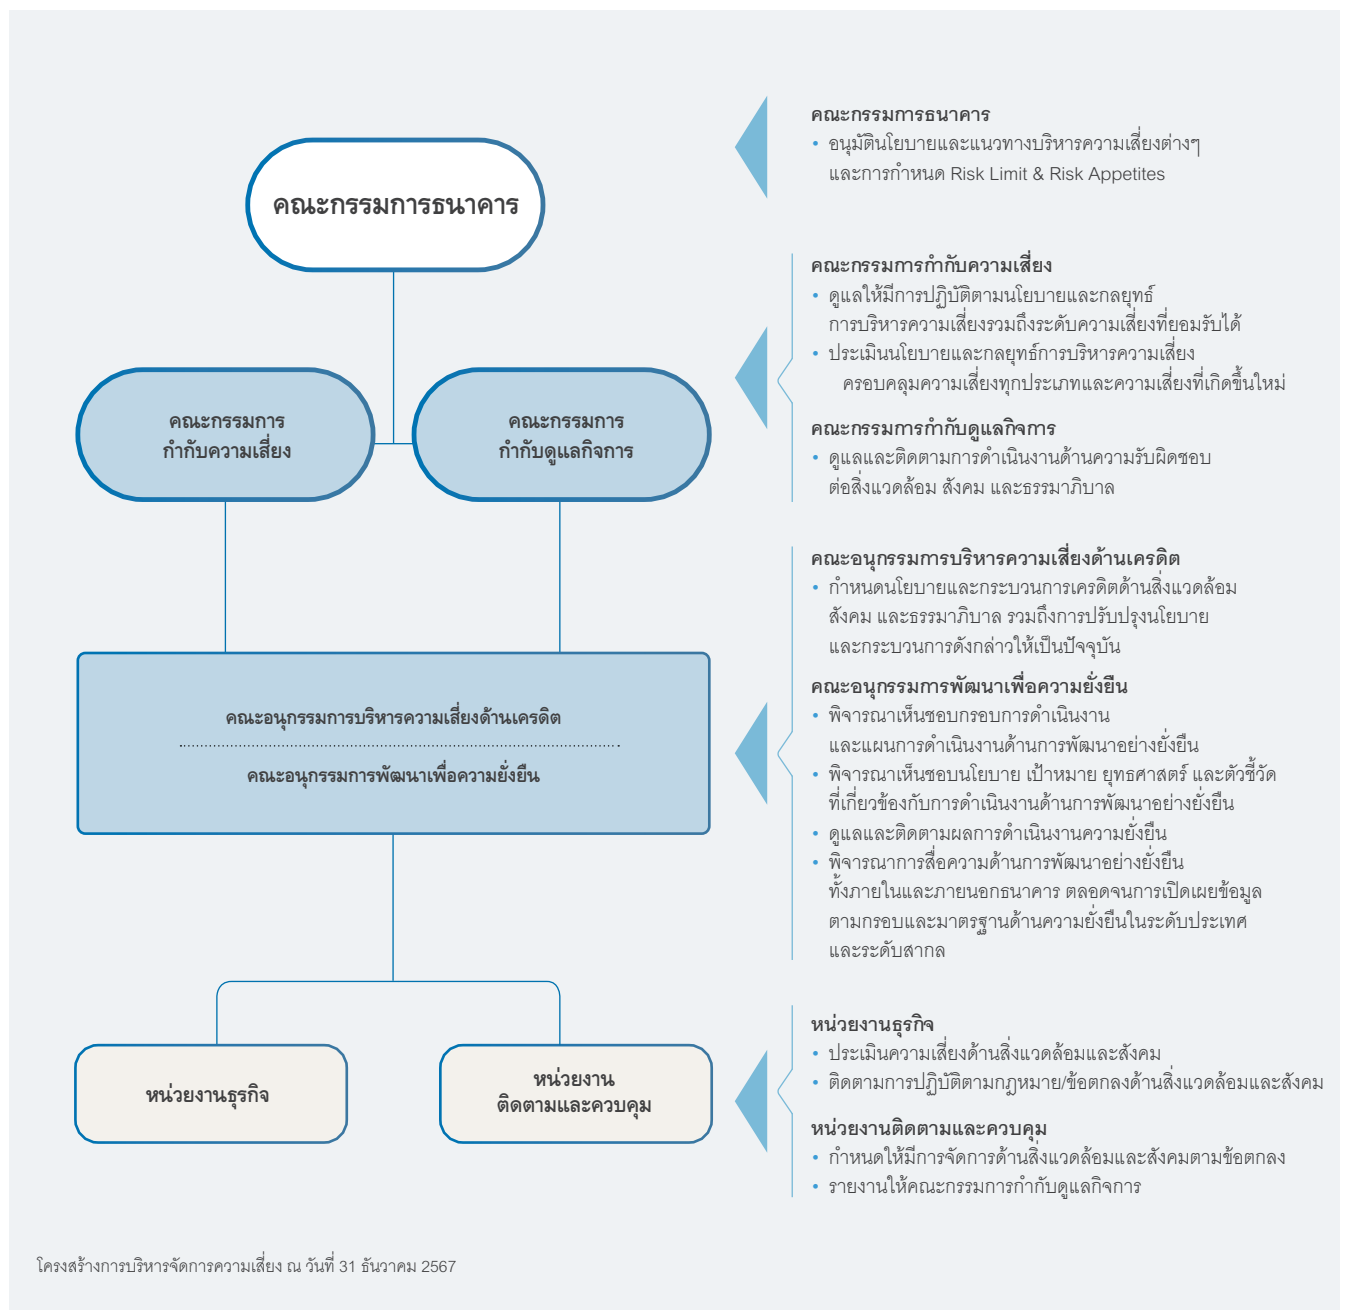 คณะกรรมการธนาคาร
คณะกรรมการ
กำกับความเสี่ยง
คณะกรรมการ
กำกับดูแลกิจการ
คณะอนุกรรมการบริหารความเสี่ยงด้านเครดิต
คณะอนุกรรมการพัฒนาเพื่อความยั่งยืน
หน่วยงานธุรกิจ
หน่วยงาน
ติดตามและควบคุม
คณะกรรมการธนาคาร
• อนุมัตินโยบายและแนวทางบริหารความเสี่ยงต่างๆ
และการกำหนด Risk Limit & Risk Appetites
คณะกรรมการกำกับความเสี่ยง
• ดูแลให้มีการปฏิบัติตามนโยบายและกลยุทธ์
การบริหารความเสี่ยงรวมถึงระดับความเสี่ยงที่ยอมรับได้
• ประเมินนโยบายและกลยุทธ์การบริหารความเสี่ยง
ครอบคลุมความเสี่ยงทุกประเภทและความเสี่ยงที่เกิดขึ้นใหม่
คณะกรรมการกำกับดูแลกิจการ
• ดูแลและติดตามการดำเนินงานด้านความรับผิดชอบ
ต่อสิ่งแวดล้อม สังคม และธรรมาภิบาล
คณะอนุกรรมการบริหารความเสี่ยงด้านเครดิต
• กำหนดนโยบายและกระบวนการเครดิตด้านสิ่งแวดล้อม
สังคม และธรรมาภิบาล รวมถึงการปรับปรุงนโยบาย
และกระบวนการดังกล่าวให้เป็นปัจจุบัน
คณะอนุกรรมการพัฒนาเพื่อความยั่งยืน
• พิจารณาเห็นชอบกรอบการดำเนินงาน
และแผนการดำเนินงานด้านการพัฒนาอย่างยั่งยืน
• พิจารณาเห็นชอบนโยบาย เป้าหมาย ยุทธศาสตร์ และตัวชี้วัด
ที่เกี่ยวข้องกับการดำเนินงานด้านการพัฒนาอย่างยั่งยืน
• ดูแลและติดตามผลการดำเนินงานความยั่งยืน
• พิจารณาการสื่อความด้านการพัฒนาอย่างยั่งยืน
ทั้งภายในและภายนอกธนาคาร ตลอดจนการเปิดเผยข้อมูล
ตามกรอบและมาตรฐานด้านความยั่งยืนในระดับประเทศ
และระดับสากล
หน่วยงานธุรกิจ
• ประเมินความเสี่ยงด้านสิ่งแวดล้อมและสังคม
• ติดตามการปฏิบัติตามกฎหมาย/ข้อตกลงด้านสิ่งแวดล้อมและสังคม
หน่วยงานติดตามและควบคุม
• กำหนดให้มีการจัดการด้านสิ่งแวดล้อมและสังคมตามข้อตกลง
• รายงานให้คณะกรรมการกำกับดูแลกิจการ
โครงสร้างการบริหารจัดการความเสี่ยง ณ วันที่ 31 ธันวาคม 2567